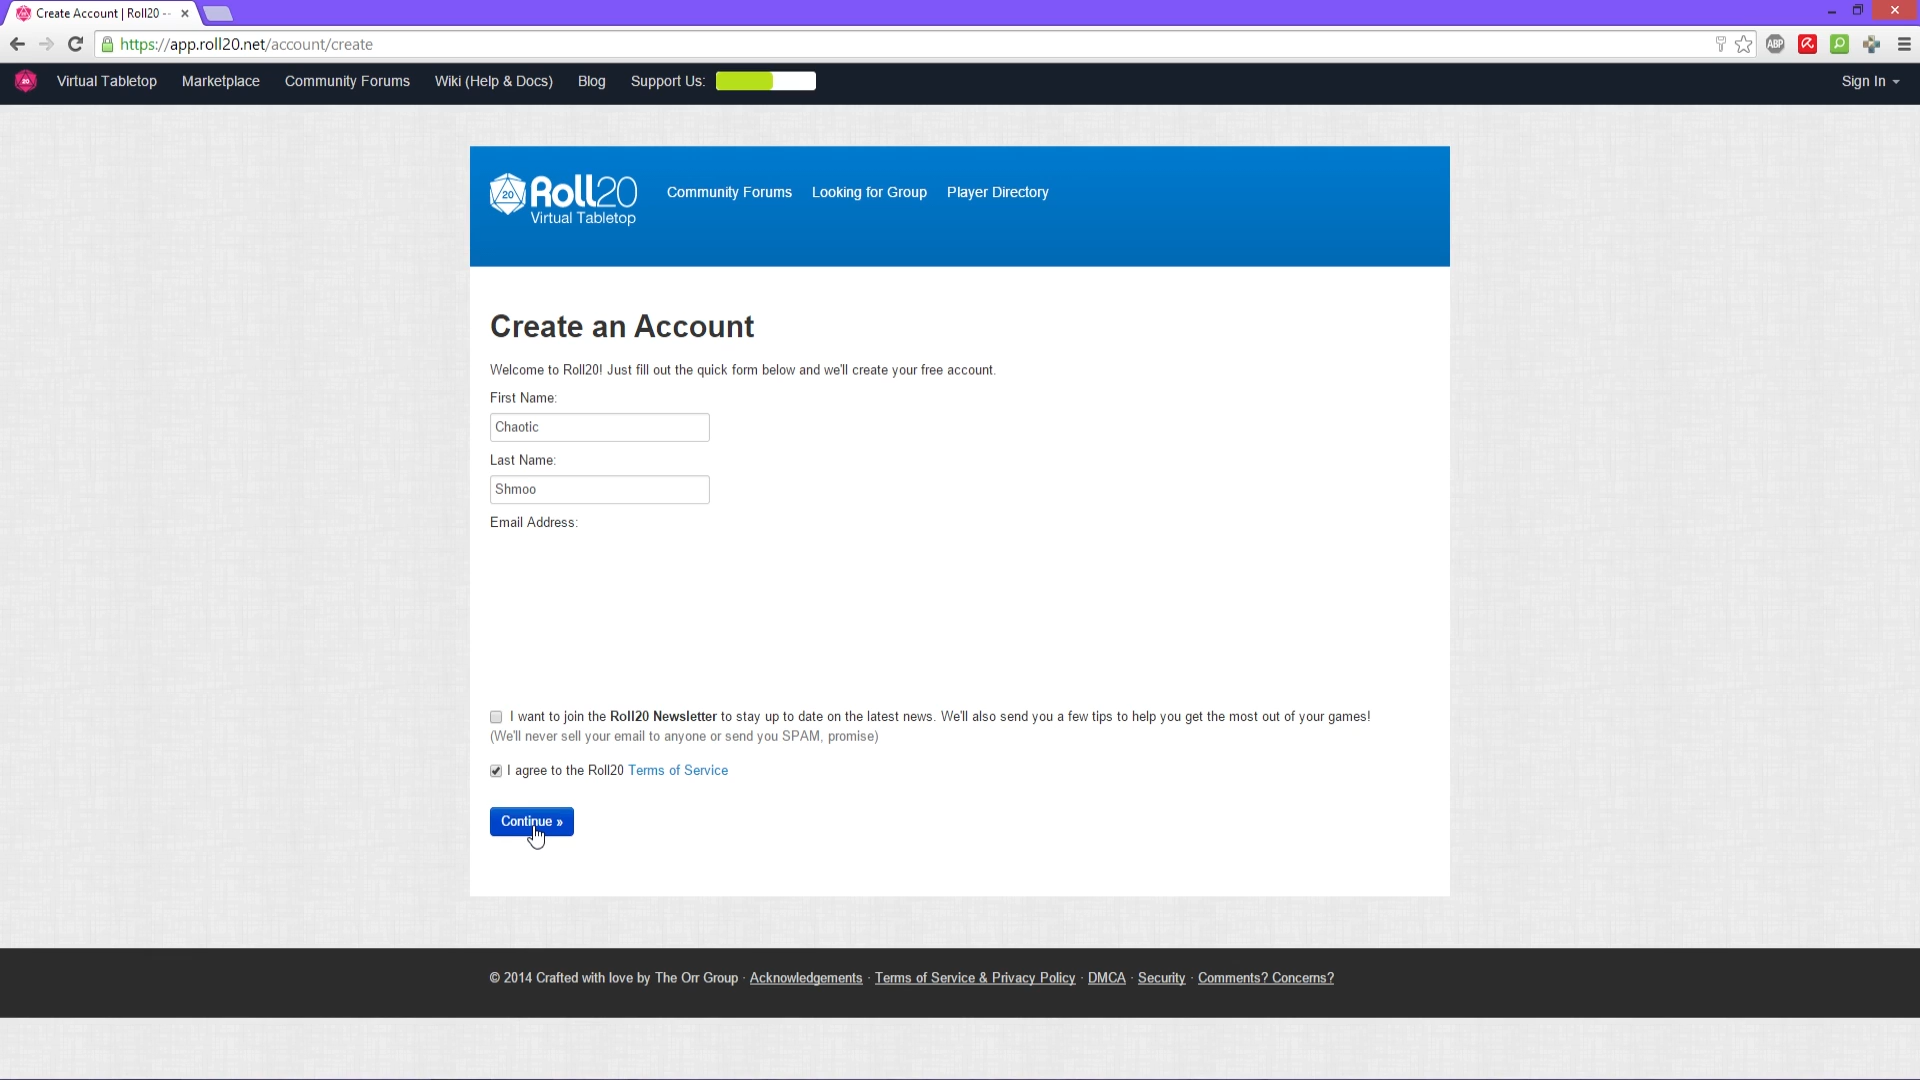 Create Account | Roll20 --
https://app.roll20.net/account/create
ABP
20 Virtual Tabletop Marketplace Community Forums Wiki (Help & Docs) Blog Support Us: Sign In
20 Roll20 Community Forums Looking for Group Player Directory
Virtual Tabletop
Create an Account
Welcome to Roll20! Just fill out the quick form below and we'll create your free account.
First Name:
Chaotic
Last Name:
Shmoo
Email Address:
I want to join the Roll20 Newsletter to stay up to date on the latest news. We'll also send you a few tips to help you get the most out of your games!
(We'll never sell your email to anyone or send you SPAM, promise)
I agree to the Roll20 Terms of Service
Continue »
© 2014 Crafted with love by The Orr Group · Acknowledgements · Terms of Service & Privacy Policy · DMCA · Security · Comments? Concerns?